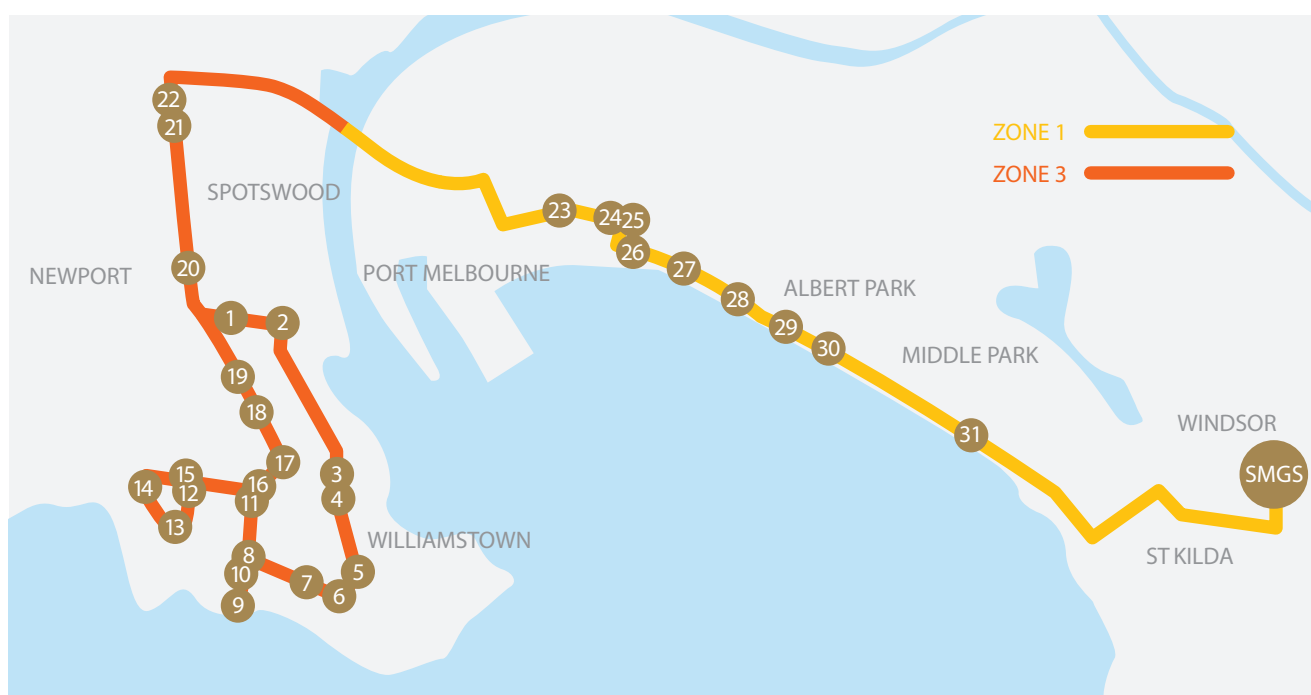 22
21
ZONE 1
ZONE 3
SPOTSWOOD
23
24
25
26
20
NEWPORT
PORT MELBOURNE
27
28
ALBERT PARK
1
2
29
30
MIDDLE PARK
19
18
31
WINDSOR
17
SMGS
15
16
3
14
12
11
4
13
WILLIAMSTOWN
8
ST KILDA
10
7
5
6
9